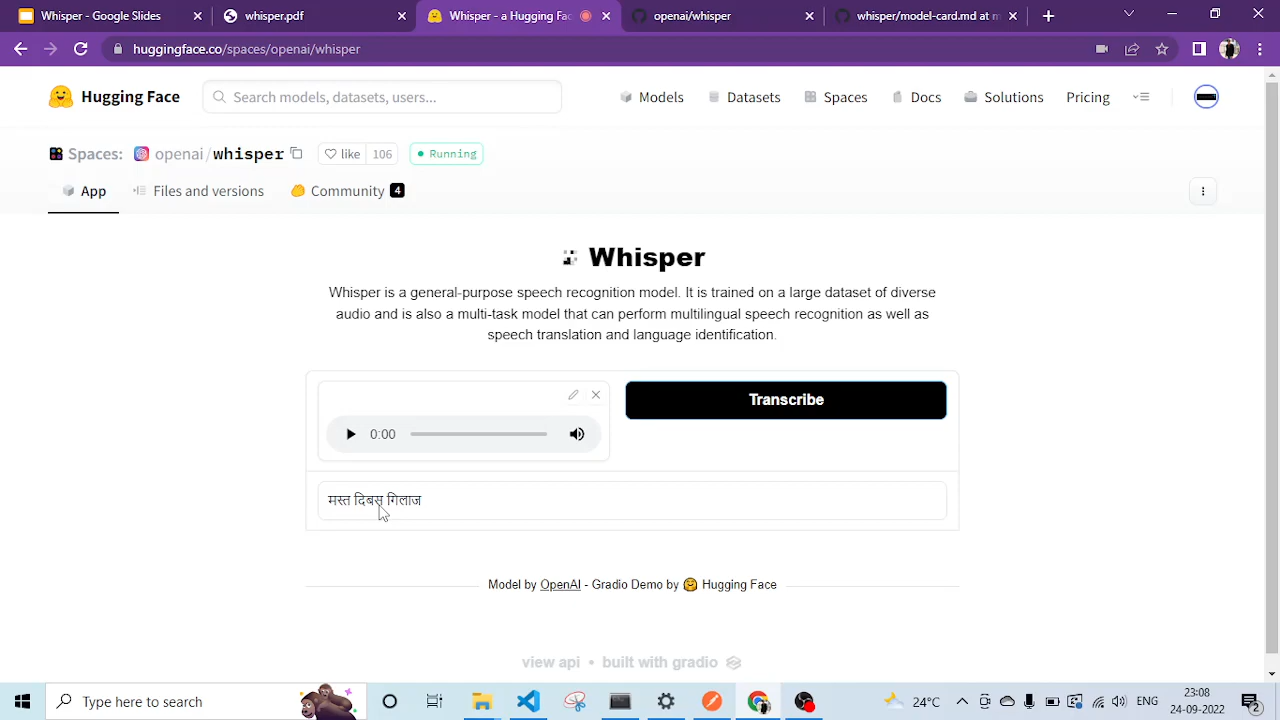 Whisper.pdf
whisper.pdf
Whisper - a Hugging Fac
openai/whisper
whisper/model-card.md at m
huggingface.co/spaces/openai/whisper
Hugging Face
Search models, datasets, users...
Models
Datasets
Spaces
Docs
Solutions
Pricing
Spaces:
openai/whisper
like 106
Running
App
Files and versions
Community 4
Whisper
Whisper is a general-purpose speech recognition model. It is trained on a large dataset of diverse
audio and is also a multi-task model that can perform multilingual speech recognition as well as
speech translation and language identification.
0:00
Transcribe
मस्त दिबस गिलाज
Model by OpenAI - Gradio Demo by Hugging Face
view api • built with gradio
Type here to search
24°C
ENG
23:08
24-09-2022
2